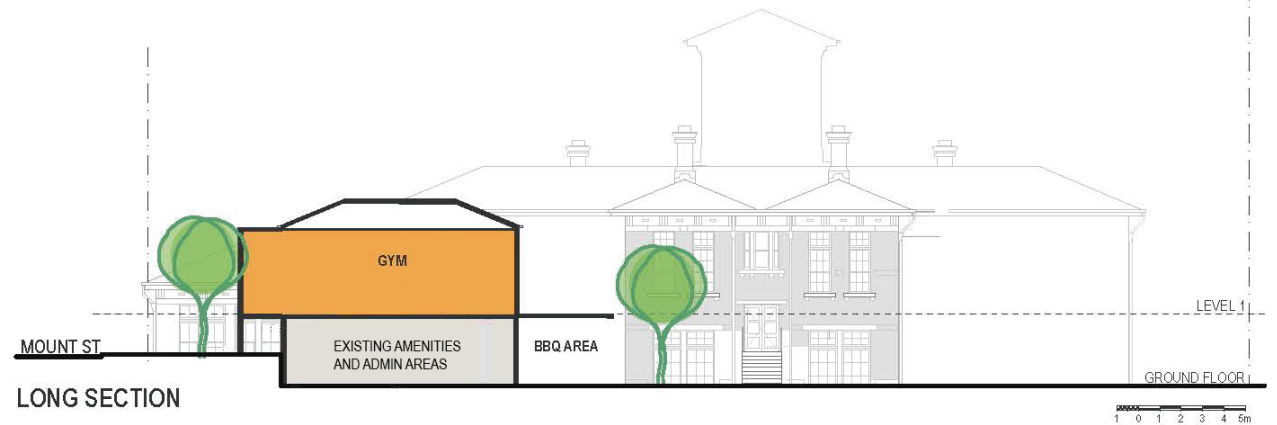 GYM
LEVEL 1
MOUNT ST.
EXISTING AMENITIES
AND ADMIN AREAS
BBQ AREA
GROUND FLOOR
LONG SECTION
1 0 1 2 3 4 5m